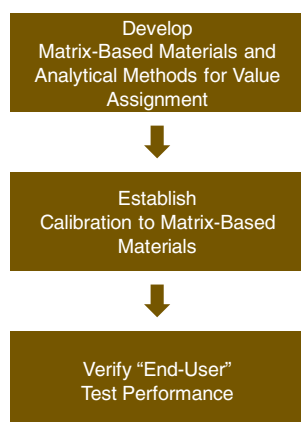 Develop
Matrix-Based Materials and
Analytical Methods for Value
Assignment
Establish
Calibration to Matrix-Based
Materials
Verify “End-User”
Test Performance